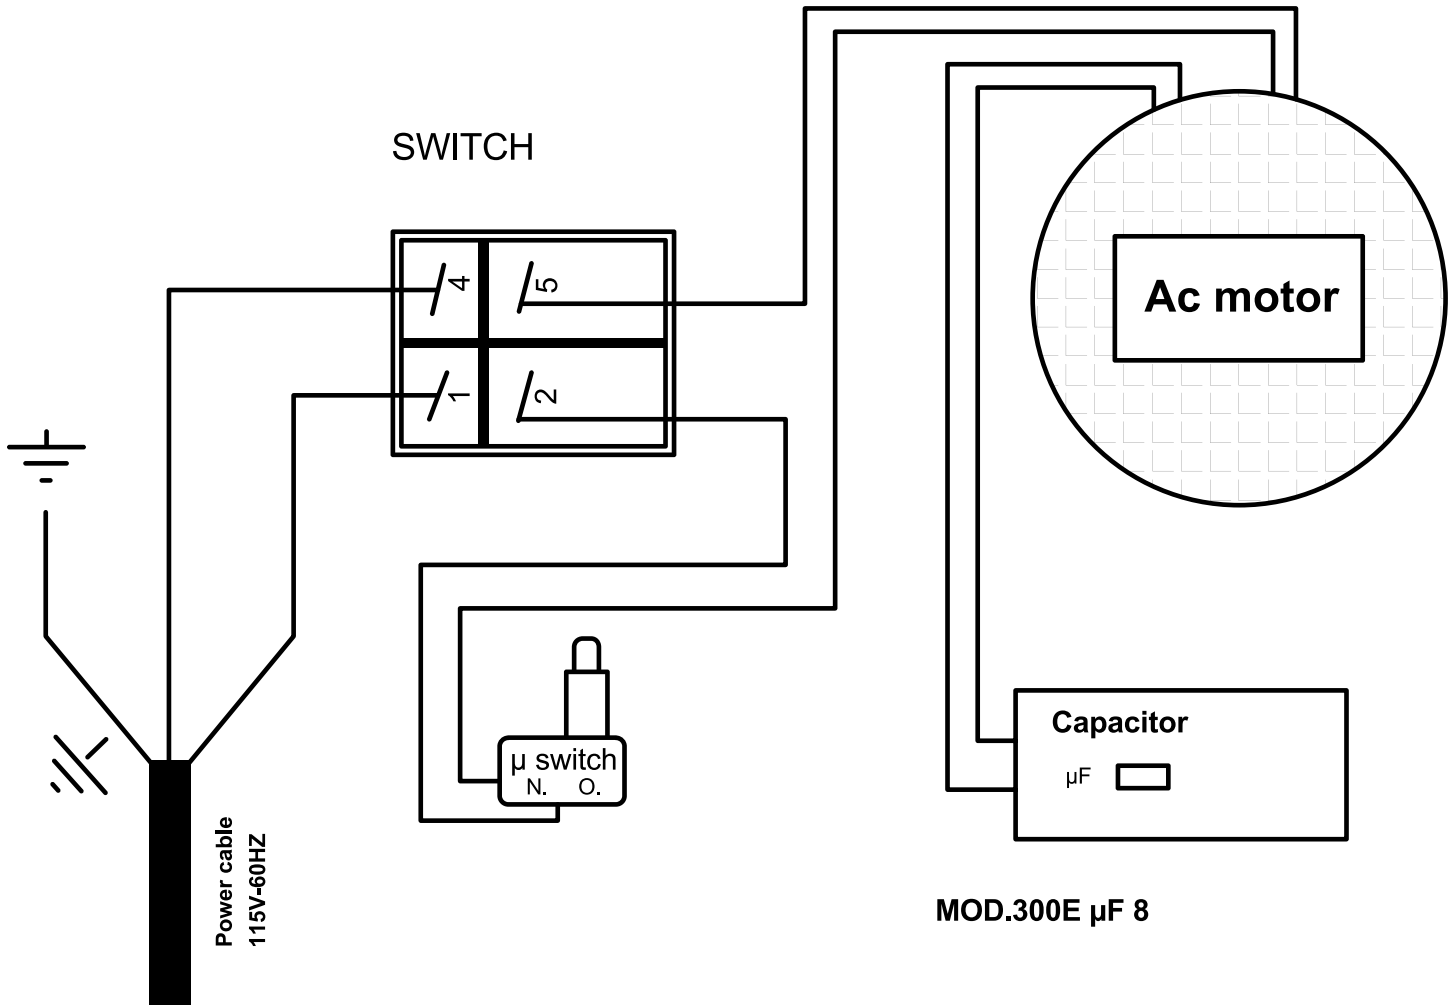 SWITCH
4
5
1
2
Ac motor
µ switch
N. O.
Capacitor
µF
Power cable
115V-60HZ
MOD.300E µF 8